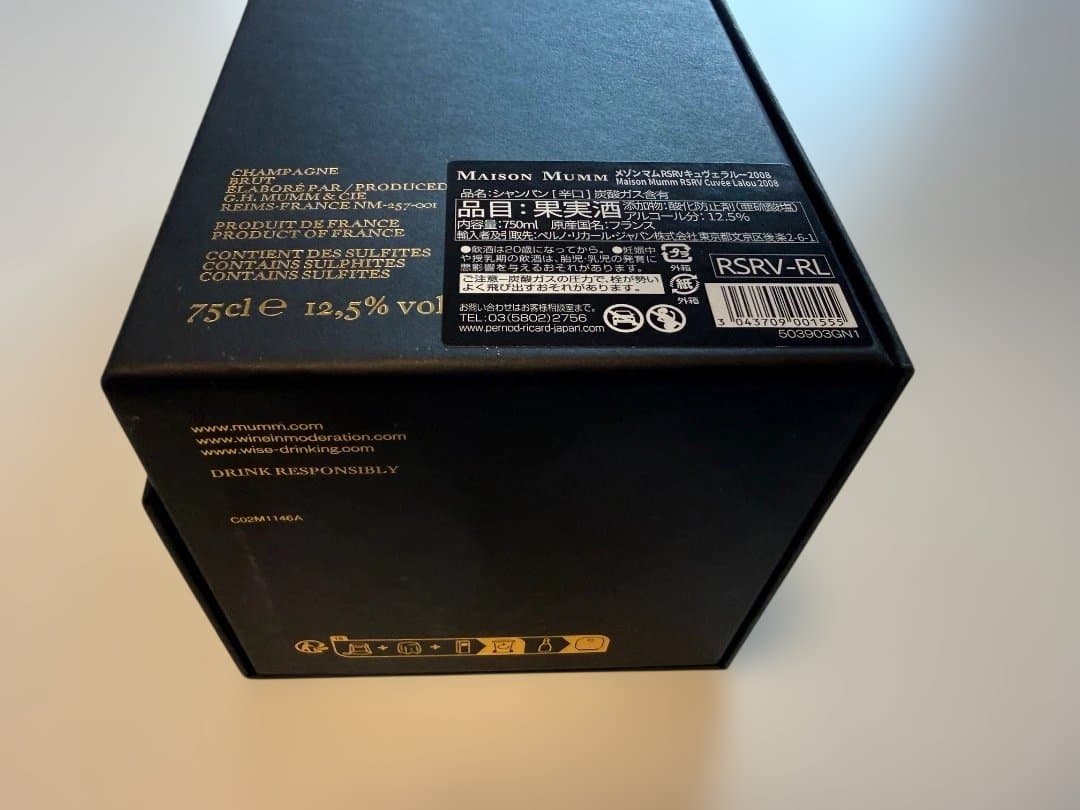 CHAMPAGNE
BRUT
ÉLABORÉ PAR / PRODUCED
G.H. MUMM & CIE
REIMS-FRANCE NM-257-001
PRODUIT DE FRANCE
PRODUCT OF FRANCE
CONTIENT DES SULFITES
CONTAINS SULPHITES
CONTAINS SULFITES
75cl e 12,5% vol
MAISON MUMM メゾン マム RSRVキュヴェラルー2008
Maison Mumm RSRV Cuvée Lalou 2008
品名:シャンパン [辛口] 炭酸ガス含有
品目:果実酒 添加物:酸化防止剤(亜硫酸塩)
アルコール分:12.5%
内容量:750ml 原産国名:フランス
輸入者及引取先:ペルノ・リカール・ジャパン株式会社東京都文京区後楽2-6-1
●飲酒は20歳になってから。●妊娠中
や授乳期の飲酒は、胎児・乳児の発育に
悪影響を与えるおそれがあります。
ご注意─炭酸ガスの圧力で、栓が勢い
よく飛び出すおそれがあります。
お問い合わせはお客様相談室まで。
TEL:03(5802)2756
www.pernod-ricard-japan.com
プラ
外箱
紙
外箱
RSRV-RL
3 043709 001555
503903GN1
www.mumm.com
www.wineinmoderation.com
www.wise-drinking.com
DRINK RESPONSIBLY
C02M1146A